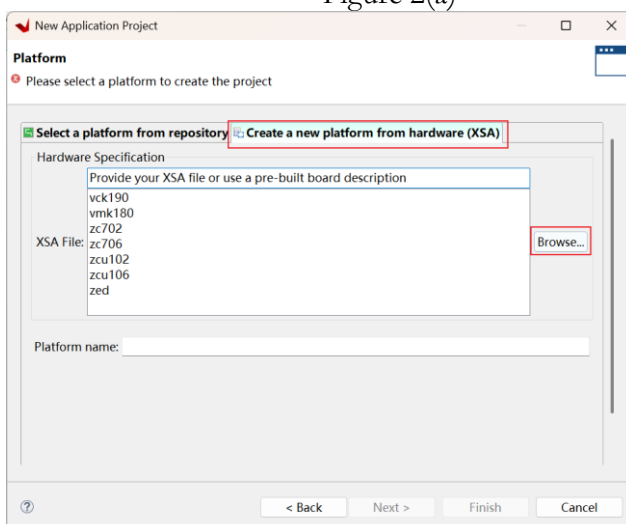 Figure 2(a)
New Application Project
Platform
Please select a platform to create the project
Select a platform from repository Create a new platform from hardware (XSA)
Hardware Specification
Provide your XSA file or use a pre-built board description
vck190
vmk180
zc702
XSA File: zc706 Browse...
zcu102
zcu106
zed
Platform name:
< Back Next > Finish Cancel